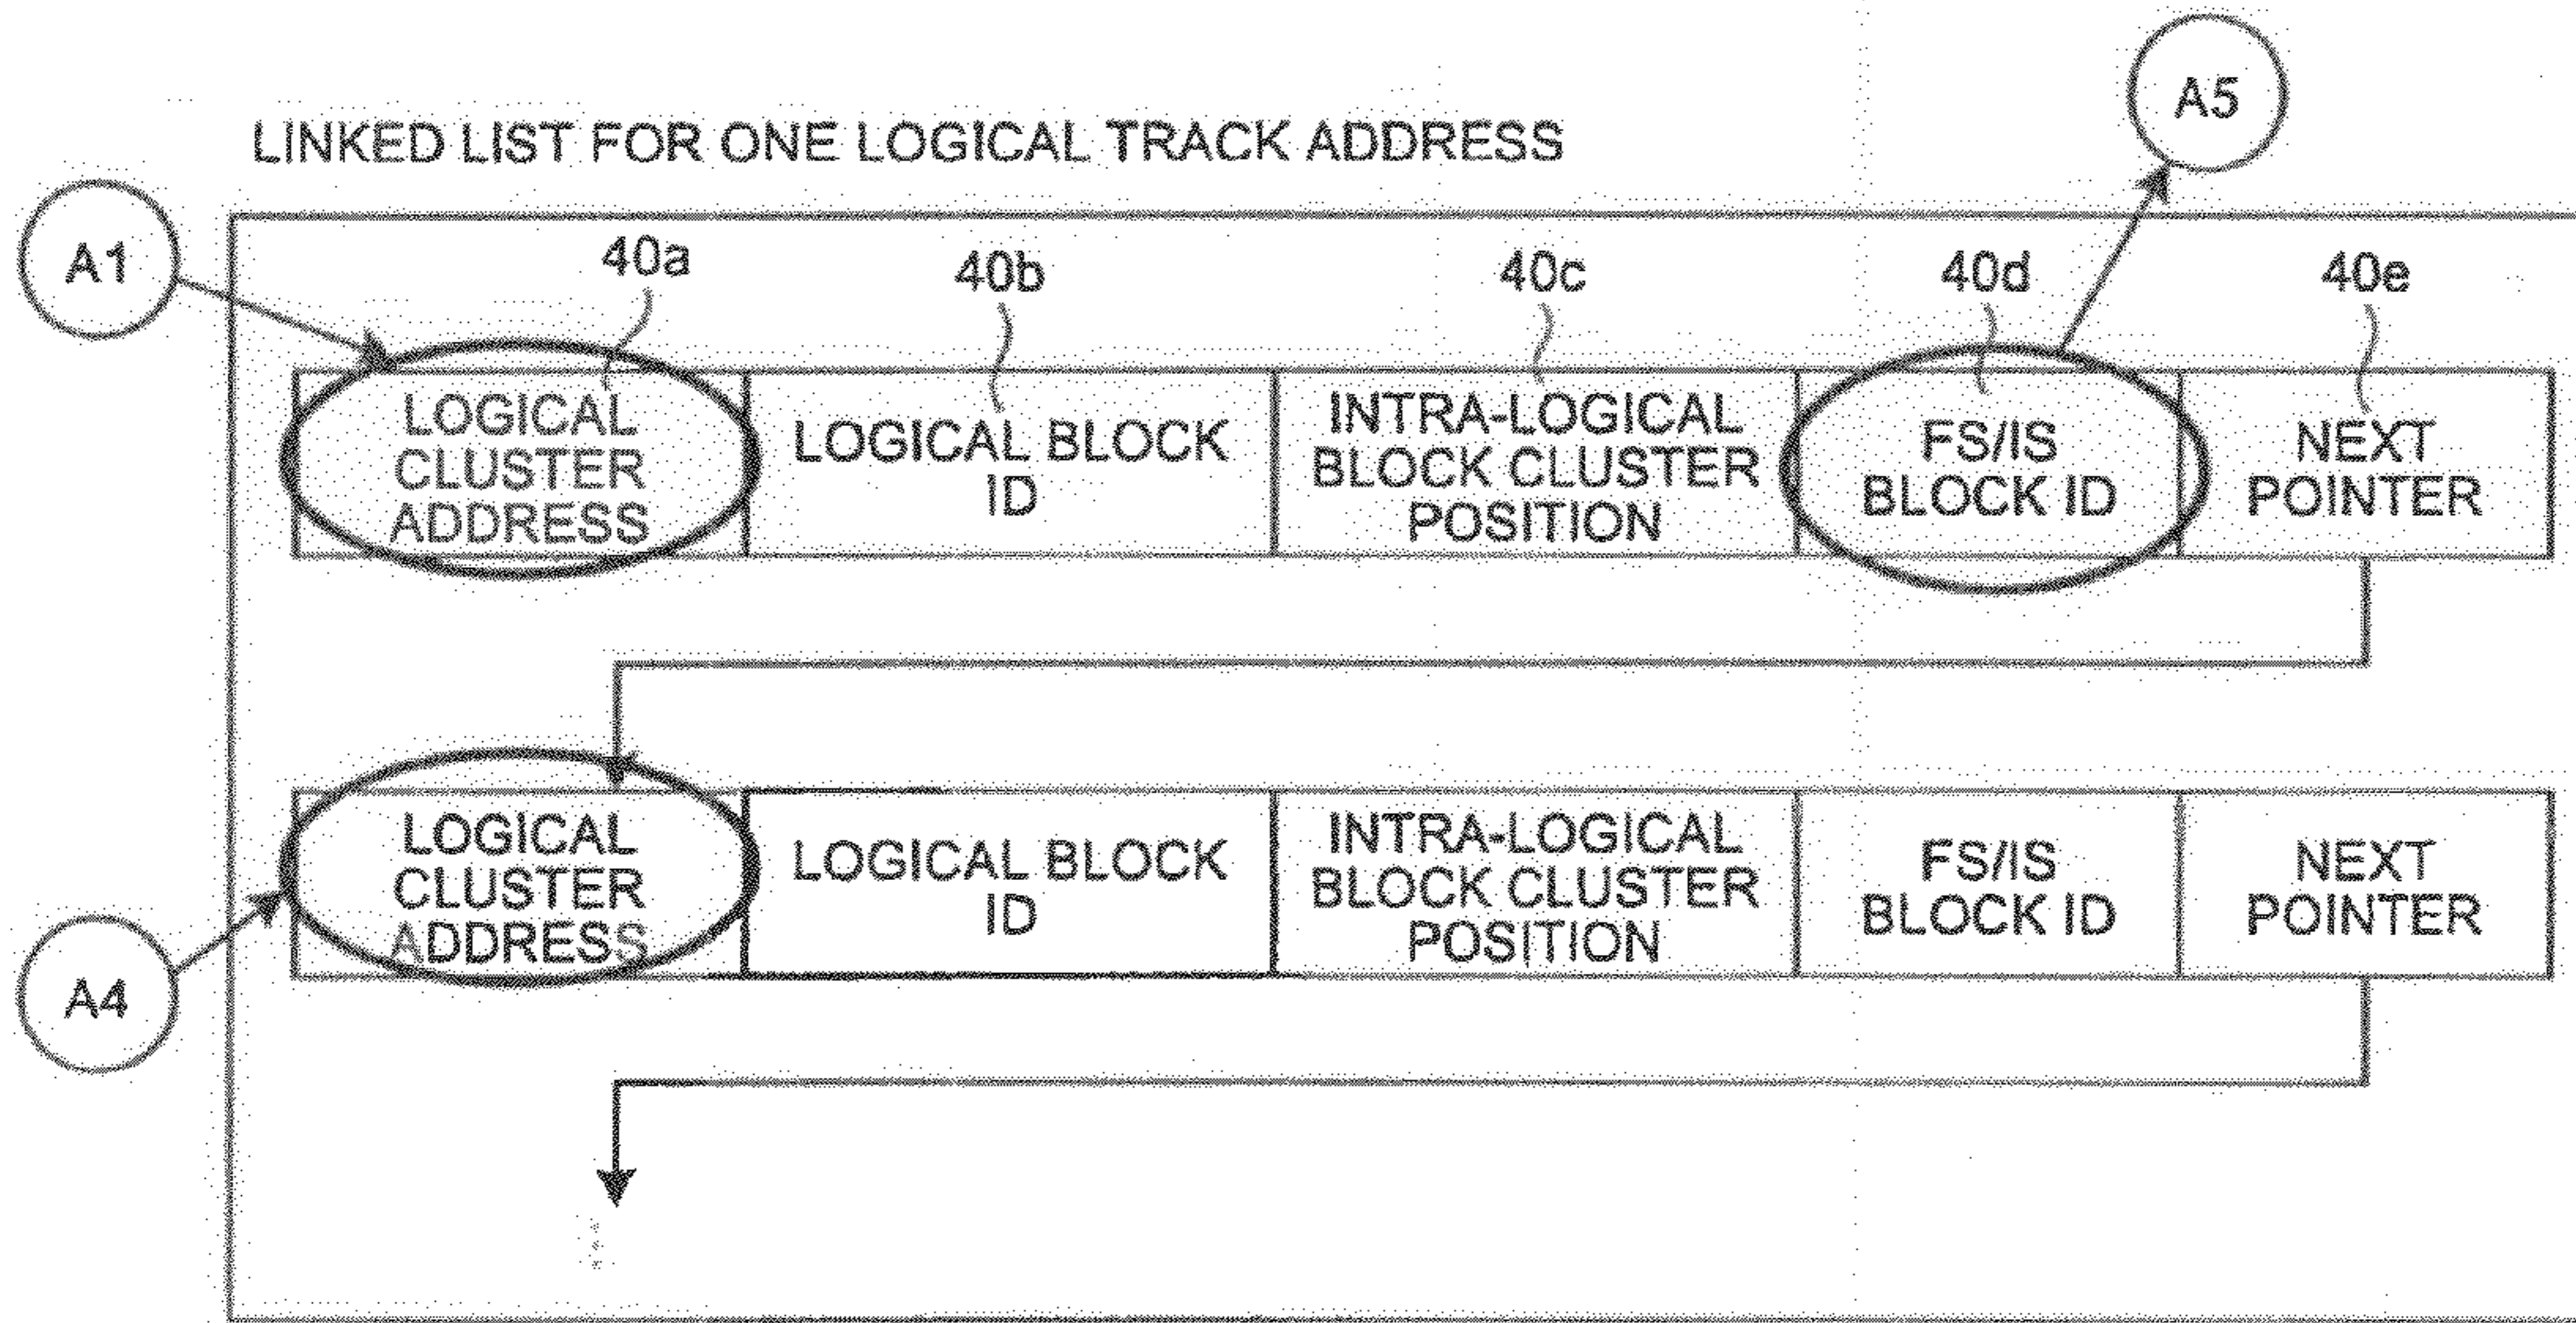 A5
LINKED LIST FOR ONE LOGICAL TRACK ADDRESS
A1
40a
40b
40c
40d
40e
LOGICAL
CLUSTER
ADDRESS
LOGICAL BLOCK
ID
INTRA-LOGICAL
BLOCK CLUSTER
POSITION
FS/IS
BLOCK ID
NEXT
POINTER
LOGICAL
CLUSTER
ADDRESS
LOGICAL BLOCK
ID
INTRA-LOGICAL
BLOCK CLUSTER
POSITION
FS/IS
BLOCK ID
NEXT
POINTER
A4